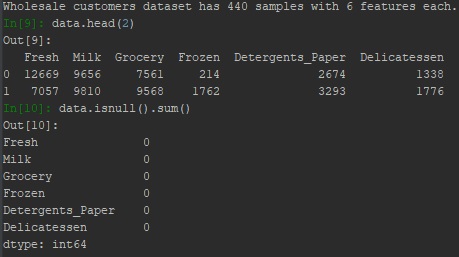 Wholesale customers dataset has 440 samples with 6 features each.
In[9]: data.head(2)
Out[9]:
   Fresh  Milk  Grocery  Frozen  Detergents_Paper  Delicatessen
0  12669  9656     7561     214              2674          1338
1   7057  9810     9568    1762              3293          1776
In[10]: data.isnull().sum()
Out[10]:
Fresh               0
Milk                0
Grocery             0
Frozen              0
Detergents_Paper    0
Delicatessen        0
dtype: int64